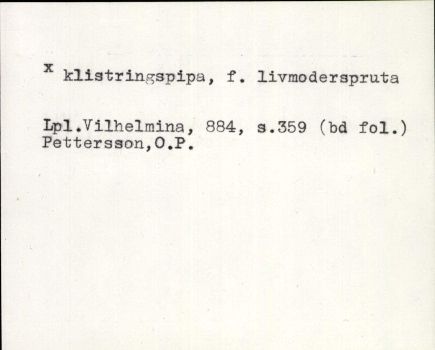 x klistringspipa, f. livmoderspruta
Lpl.Vilhelmina, 884, s.359 (bd fol.)
Pettersson,O.P.